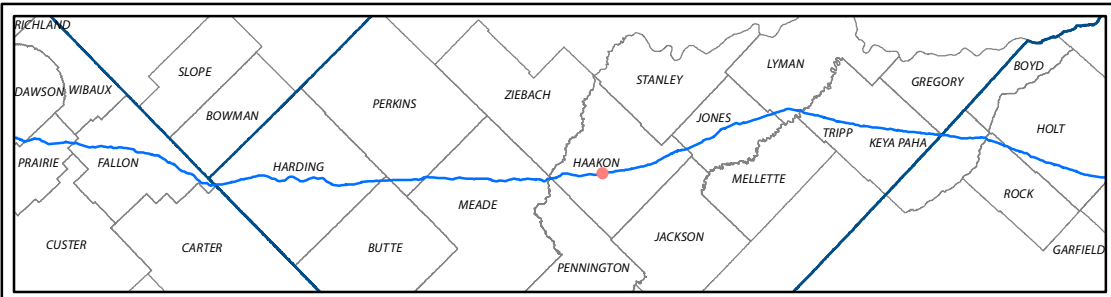 RICHLAND
DAWSON
WIBAUX
SLOPE
BOWMAN
PRAIRIE
FALLON
CUSTER
CARTER
HARDING
PERKINS
BUTTE
MEADE
ZIEBACH
HAAKON
STANLEY
PENNINGTON
JACKSON
JONES
LYMAN
MELLETTE
TRIPP
GREGORY
KEYA PAHA
BOYD
HOLT
ROCK
GARFIELD